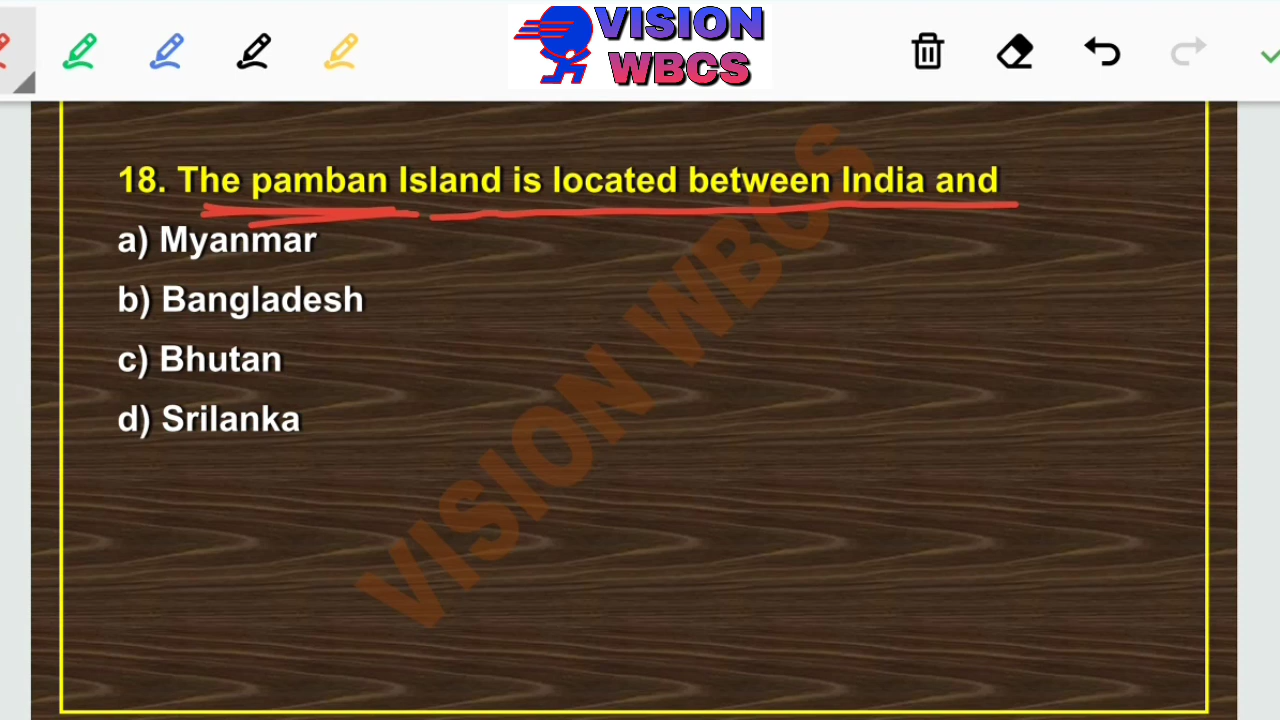 VISION
WBCS
18. The pamban Island is located between India and
a) Myanmar
b) Bangladesh
c) Bhutan
d) Srilanka
VISION WBCS